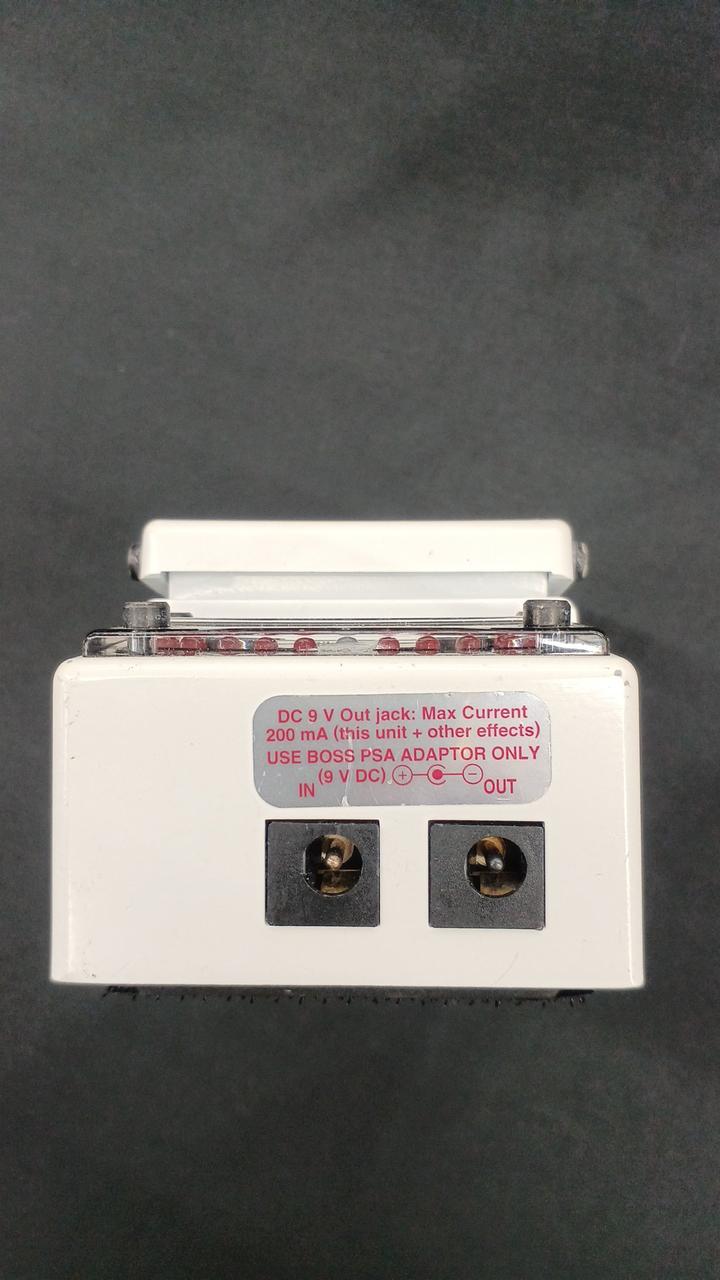 DC 9 V Out jack: Max Current
200 mA (this unit + other effects)
USE BOSS PSA ADAPTOR ONLY
(9 V DC) + −
IN OUT